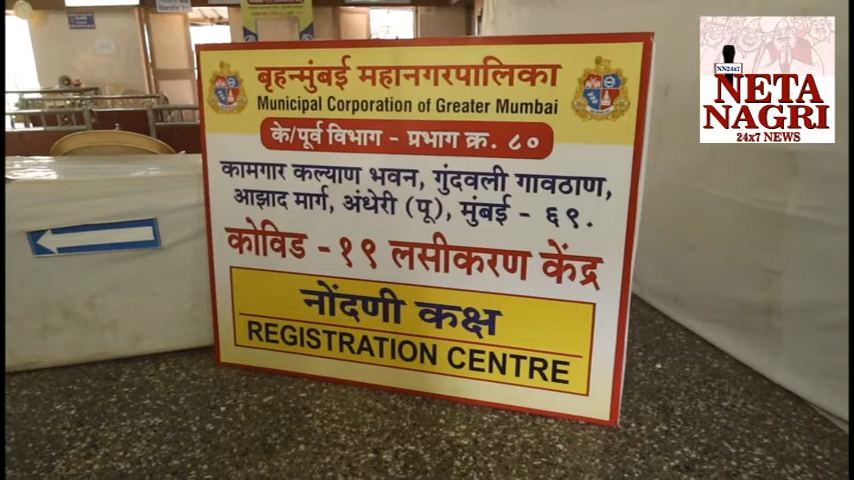 बृहन्मुंबई महानगरपालिका
Municipal Corporation of Greater Mumbai
के/पूर्व विभाग - प्रभाग क्र. ८०
कामगार कल्याण भवन, गुंदवली गावठाण,
आझाद मार्ग, अंधेरी (पू), मुंबई - ६९.
कोविड - १९ लसीकरण केंद्र
नोंदणी कक्ष
REGISTRATION CENTRE
NN24x7
NETA
NAGRI
24x7 NEWS